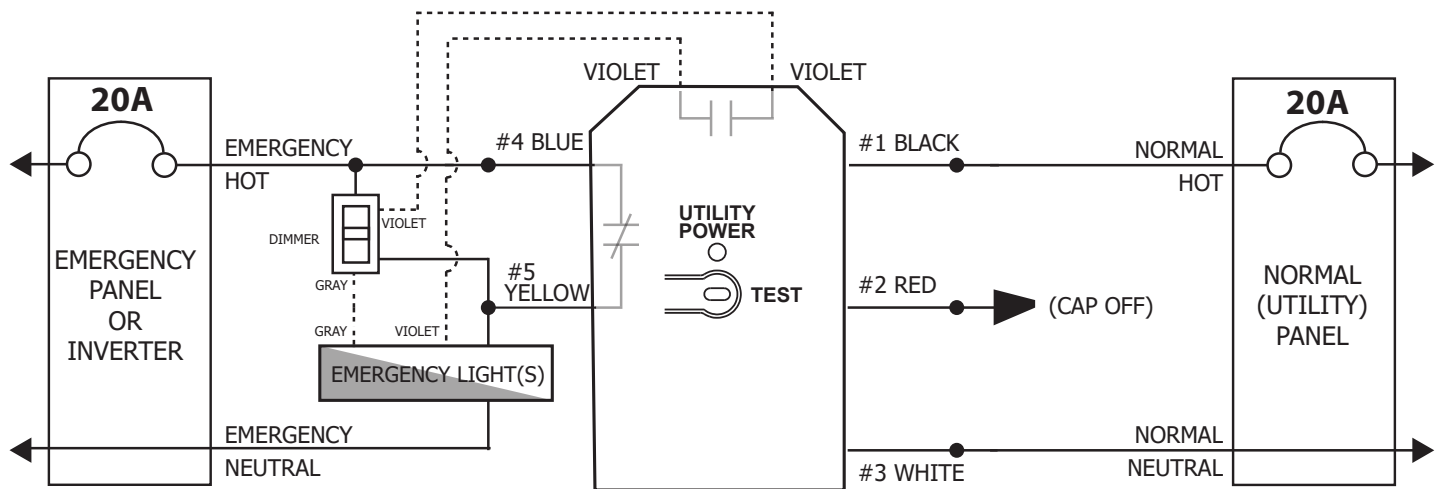 VIOLET
VIOLET
20A
EMERGENCY
HOT
#4 BLUE
VIOLET
DIMMER
GRAY
#5
YELLOW
GRAY
VIOLET
EMERGENCY LIGHT(S)
EMERGENCY
PANEL
OR
INVERTER
EMERGENCY
NEUTRAL
UTILITY
POWER
TEST
#1 BLACK
NORMAL
HOT
#2 RED
(CAP OFF)
#3 WHITE
NORMAL
NEUTRAL
20A
NORMAL
(UTILITY)
PANEL